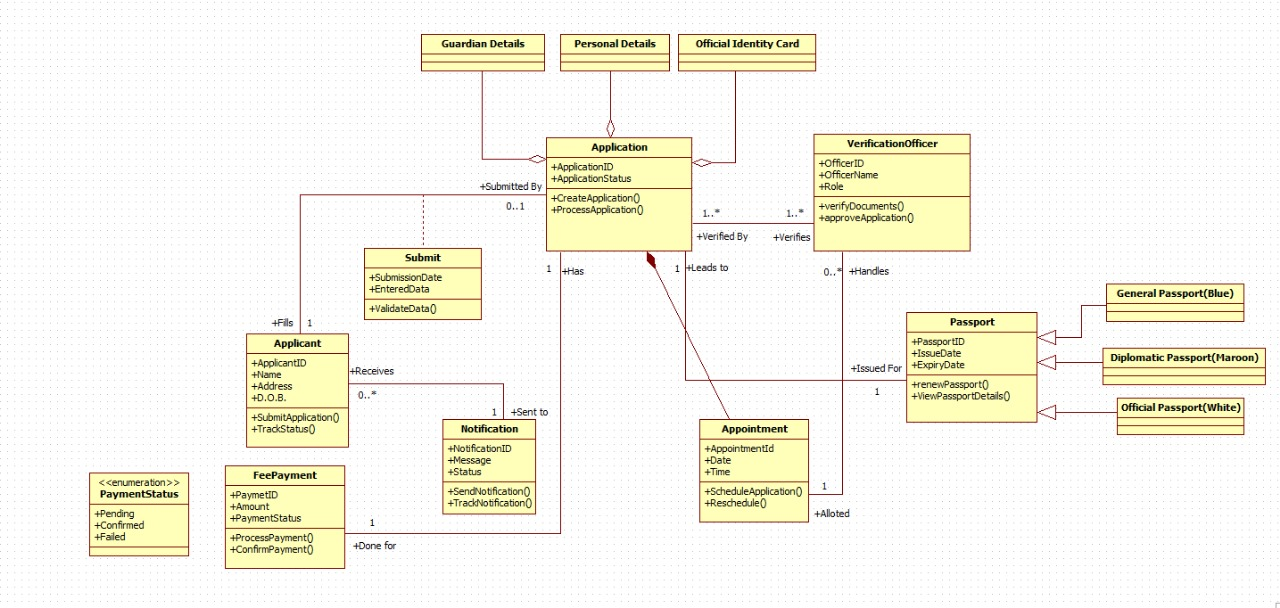 Guardian Details
Personal Details
Official Identity Card
Application
+ApplicationID
+ApplicationStatus
+CreateApplication()
+ProcessApplication()
VerificationOfficer
+OfficerID
+OfficerName
+Role
+verifyDocuments()
+approveApplication()
+Submitted By
0..1
1..*
1..*
+Verified By
+Verifies
Submit
+SubmissionDate
+EnteredData
+ValidateData()
1
+Has
1
+Leads to
0..*
+Handles
General Passport(Blue)
Passport
+PassportID
+IssueDate
+ExpiryDate
+renewPassport()
+ViewPassportDetails()
Diplomatic Passport(Maroon)
Official Passport(White)
+Fills
1
Applicant
+ApplicantID
+Name
+Address
+D.O.B.
+SubmitApplication()
+TrackStatus()
+Receives
0..*
+Issued For
1
1
+Sent to
Notification
+NotificationID
+Message
+Status
+SendNotification()
+TrackNotification()
Appointment
+AppointmentId
+Date
+Time
+ScheduleApplication()
+Reschedule()
1
+Alloted
<<enumeration>>
PaymentStatus
+Pending
+Confirmed
+Failed
FeePayment
+PaymetID
+Amount
+PaymentStatus
+ProcessPayment()
+ConfirmPayment()
1
+Done for